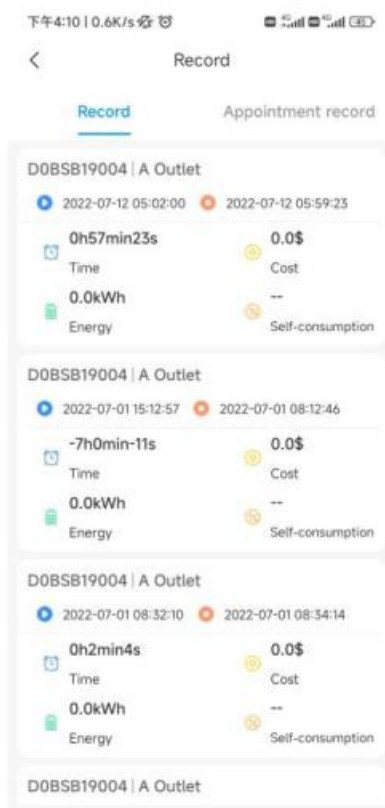 下午4:10 | 0.6K/s
4G 4G 45
Record
Record Appointment record
D0BSB19004 | A Outlet
2022-07-12 05:02:00 2022-07-12 05:59:23
0h57min23s 0.0$
Time Cost
0.0kWh --
Energy Self-consumption
D0BSB19004 | A Outlet
2022-07-01 15:12:57 2022-07-01 08:12:46
-7h0min-11s 0.0$
Time Cost
0.0kWh --
Energy Self-consumption
D0BSB19004 | A Outlet
2022-07-01 08:32:10 2022-07-01 08:34:14
0h2min4s 0.0$
Time Cost
0.0kWh --
Energy Self-consumption
D0BSB19004 | A Outlet